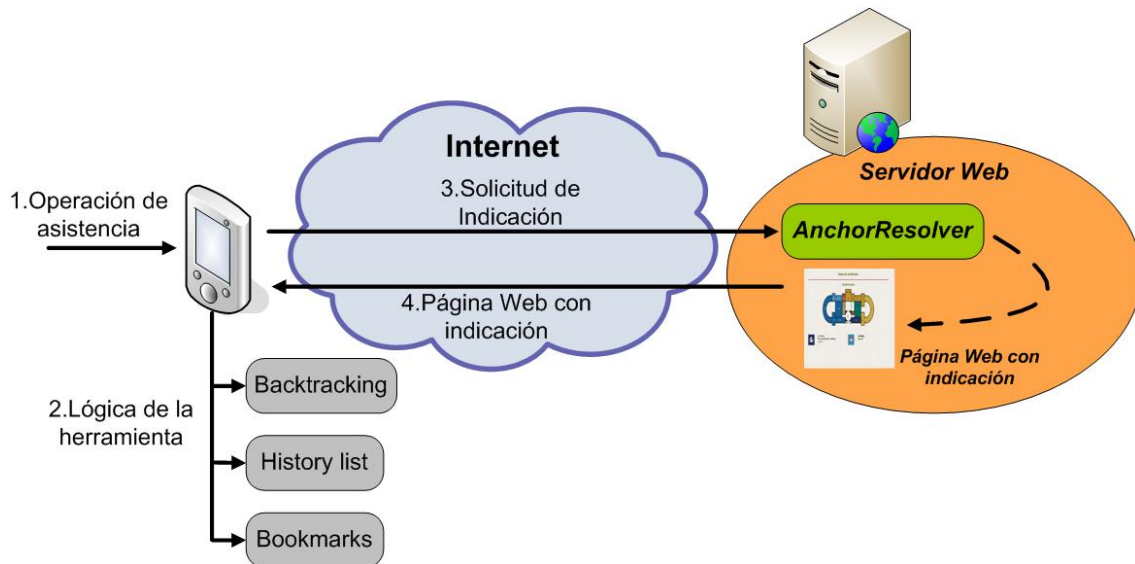 1.Operación de
asistencia
Internet
3.Solicitud de
Indicación
4.Página Web con
indicación
Servidor Web
AnchorResolver
Página Web con
indicación
2.Lógica de la
herramienta
Backtracking
History list
Bookmarks